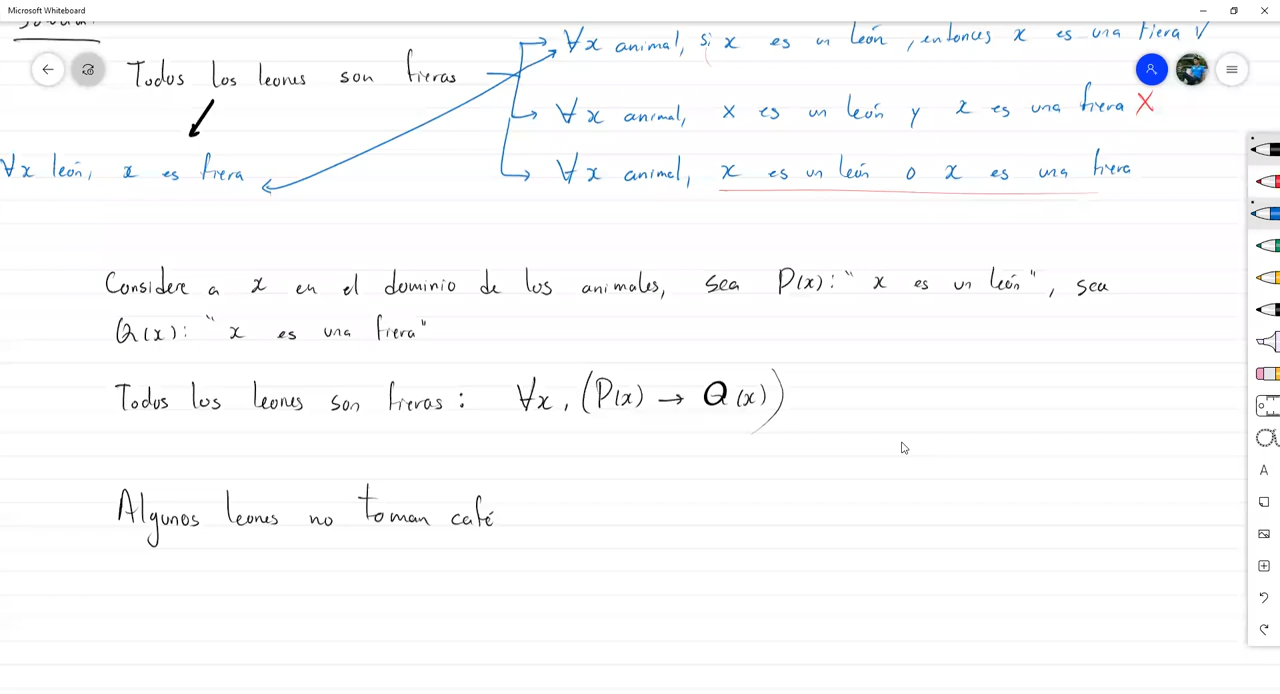 Microsoft Whiteboard
∀x animal, si x es un león, entonces x es una fiera V
Todos los leones son fieras
∀x animal, x es un león y x es una fiera X
∀x león, x es fiera
∀x animal, x es un león o x es una fiera
Considere a x en el dominio de los animales, sea P(x): "x es un león", sea
Q(x): "x es una fiera"
Todos los leones son fieras: ∀x, (P(x) → Q(x))
Algunos leones no toman café